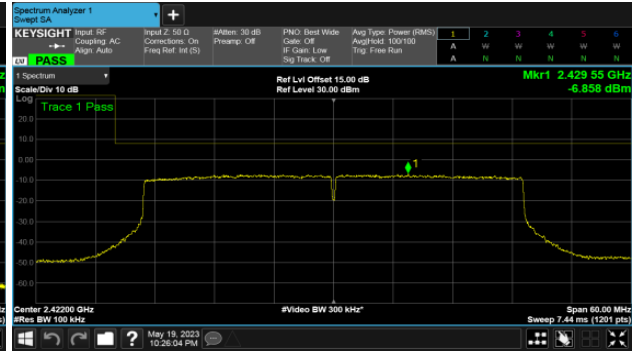 Spectrum Analyzer 1
Swept SA
+
KEYSIGHT Input: RF Input Z: 50 Ω #Atten: 30 dB PNO: Best Wide Avg Type: Power (RMS) 1 2 3 4 5 6
Coupling: AC Corrections: On Preamp: Off Gate: Off Avg|Hold: 100/100 A W W W W W
Align: Auto Freq Ref: Int (S) IF Gain: Low Trig: Free Run
LXI PASS Sig Track: Off A N N N N N
1 Spectrum Ref Lvl Offset 15.00 dB Mkr1 2.429 55 GHz
Scale/Div 10 dB Ref Level 30.00 dBm -6.858 dBm
Log
Trace 1 Pass
20.0
10.0
0.00
1
-10.0
-20.0
-30.0
-40.0
-50.0
-60.0
Center 2.42200 GHz #Video BW 300 kHz* Span 60.00 MHz
#Res BW 100 kHz Sweep 7.44 ms (1201 pts)
? May 19, 2023
10:26:04 PM